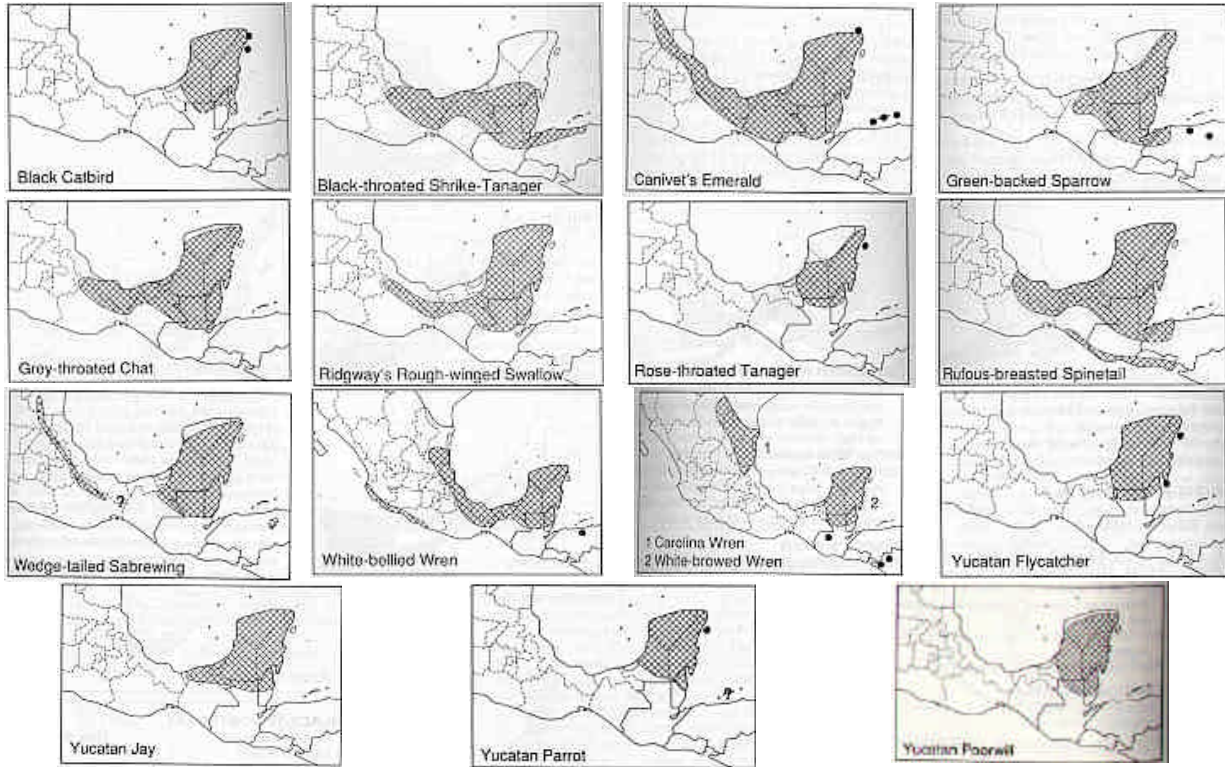 Black Catbird
Black-throated Shrike-Tanager
Canivet's Emerald
Green-backed Sparrow
Grey-throated Chat
Ridgway's Rough-winged Swallow
Rose-throated Tanager
Rufous-breasted Spinetail
?
Wedge-tailed Sabrewing
White-bellied Wren
1
2
1 Carolina Wren
2 White-browed Wren
Yucatan Flycatcher
Yucatan Jay
Yucatan Parrot
Yucatan Poorwill